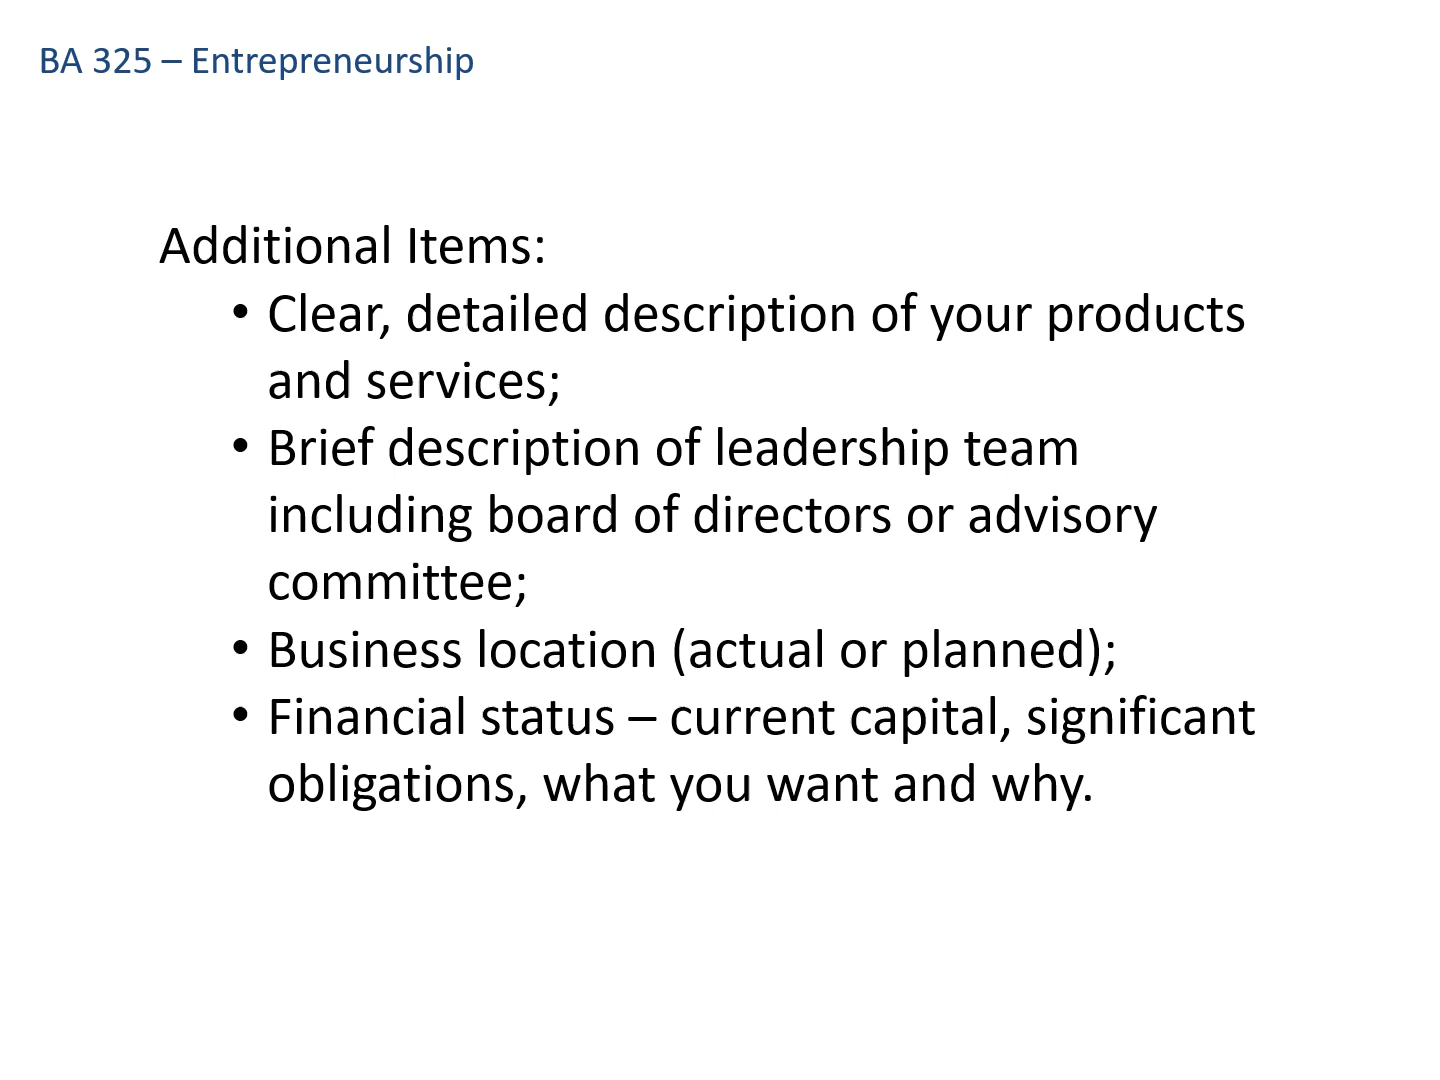 BA 325 – Entrepreneurship
Additional Items:
• Clear, detailed description of your products
and services;
• Brief description of leadership team
including board of directors or advisory
committee;
• Business location (actual or planned);
• Financial status – current capital, significant
obligations, what you want and why.